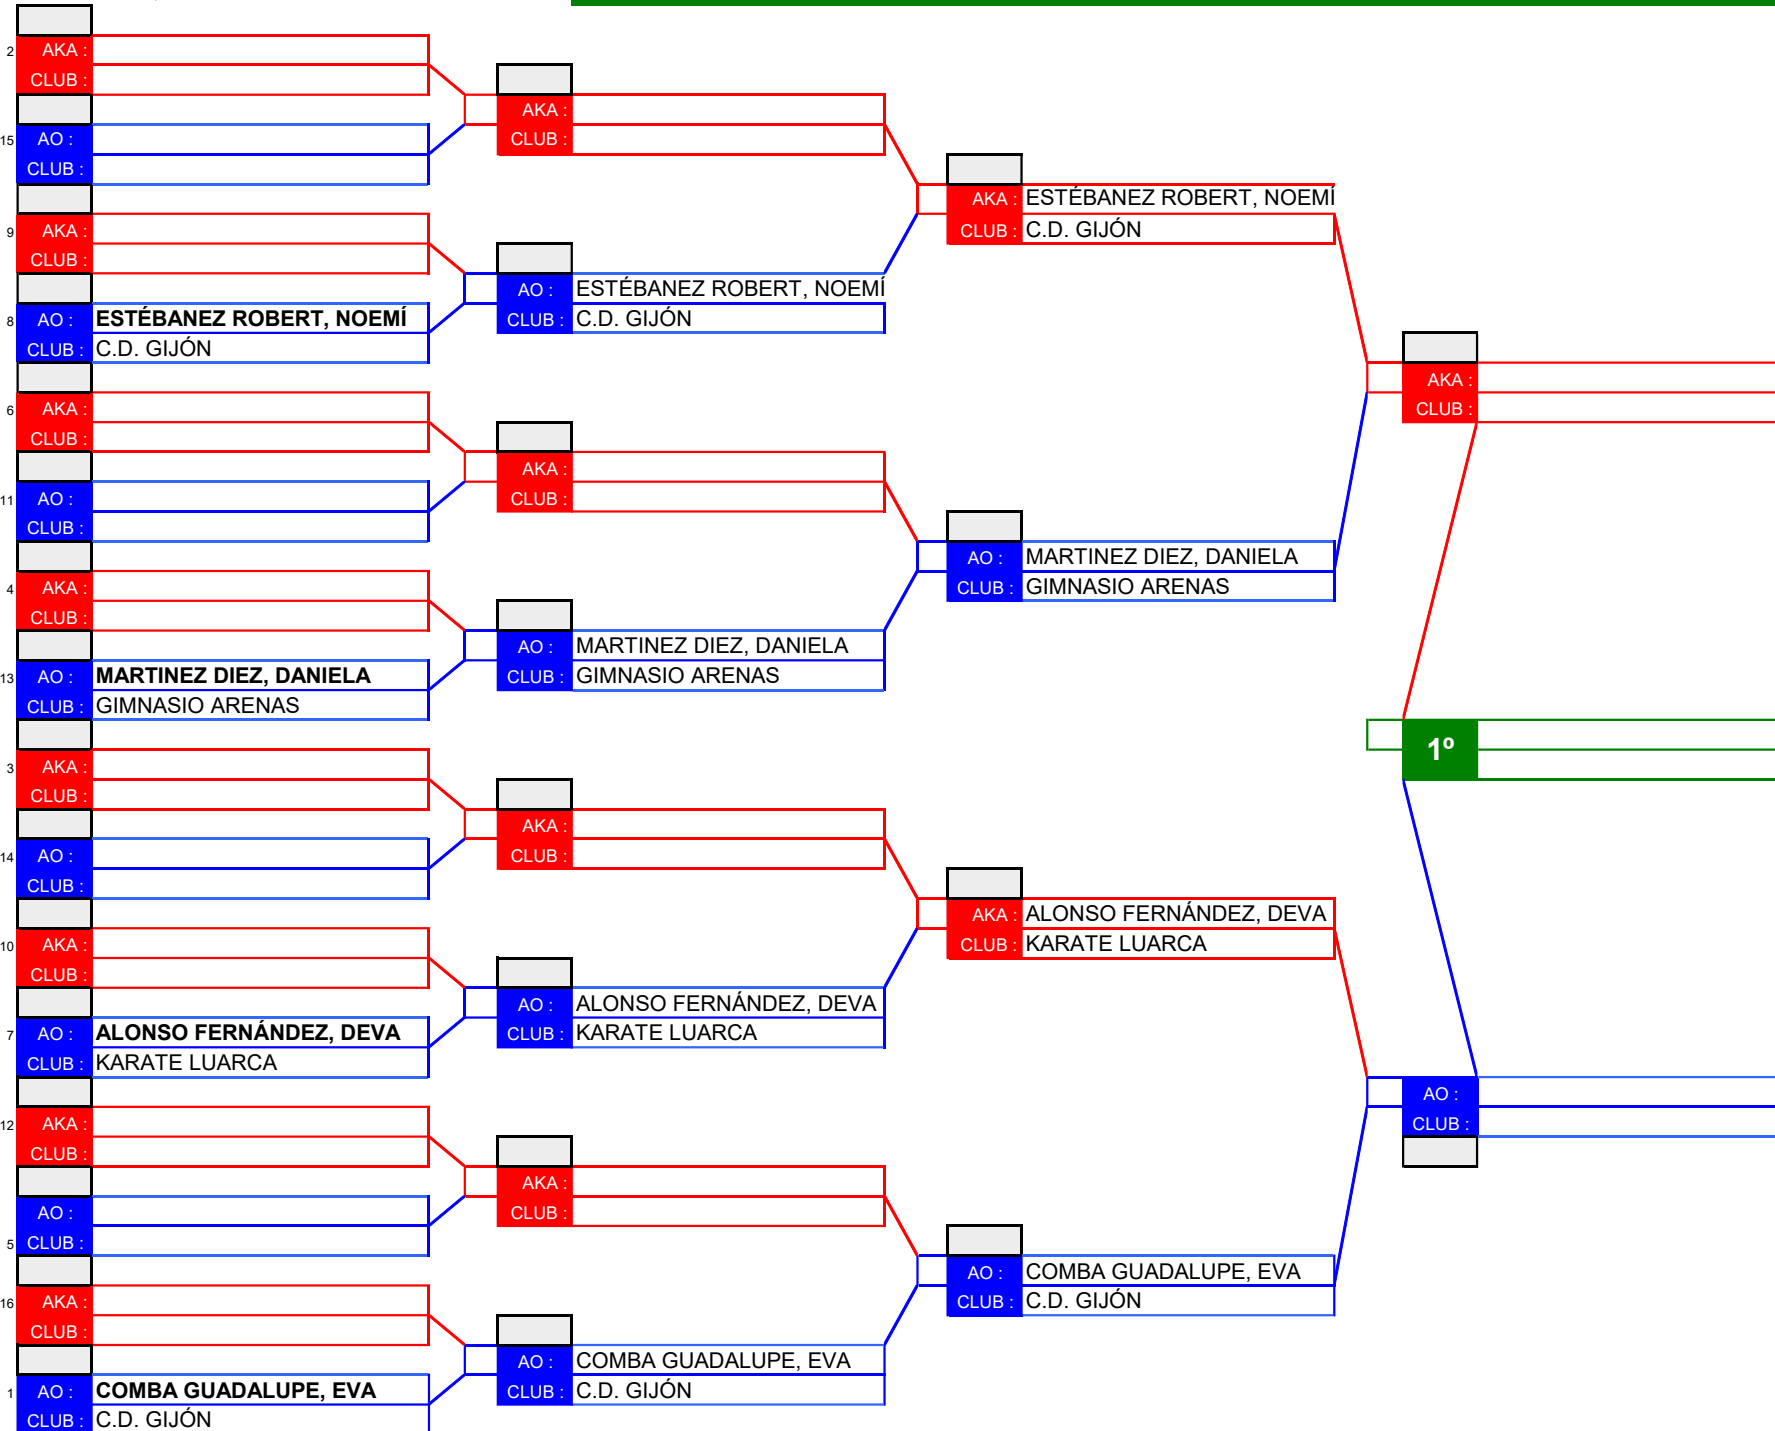 2 AKA :
CLUB :
15 AO :
CLUB :
9 AKA :
CLUB :
8 AO : ESTÉBANEZ ROBERT, NOEMÍ
CLUB : C.D. GIJÓN
6 AKA :
CLUB :
11 AO :
CLUB :
4 AKA :
CLUB :
13 AO : MARTINEZ DIEZ, DANIELA
CLUB : GIMNASIO ARENAS
3 AKA :
CLUB :
14 AO :
CLUB :
10 AKA :
CLUB :
7 AO : ALONSO FERNÁNDEZ, DEVA
CLUB : KARATE LUARCA
12 AKA :
CLUB :
AO :
5 CLUB :
16 AKA :
CLUB :
1 AO : COMBA GUADALUPE, EVA
CLUB : C.D. GIJÓN
AKA :
CLUB :
AO : ESTÉBANEZ ROBERT, NOEMÍ
CLUB : C.D. GIJÓN
AKA :
CLUB :
AO : MARTINEZ DIEZ, DANIELA
CLUB : GIMNASIO ARENAS
AKA :
CLUB :
AO : ALONSO FERNÁNDEZ, DEVA
CLUB : KARATE LUARCA
AKA :
CLUB :
AO : COMBA GUADALUPE, EVA
CLUB : C.D. GIJÓN
AKA : ESTÉBANEZ ROBERT, NOEMÍ
CLUB : C.D. GIJÓN
AO : MARTINEZ DIEZ, DANIELA
CLUB : GIMNASIO ARENAS
AKA : ALONSO FERNÁNDEZ, DEVA
CLUB : KARATE LUARCA
AO : COMBA GUADALUPE, EVA
CLUB : C.D. GIJÓN
AKA :
CLUB :
1º
AO :
CLUB :